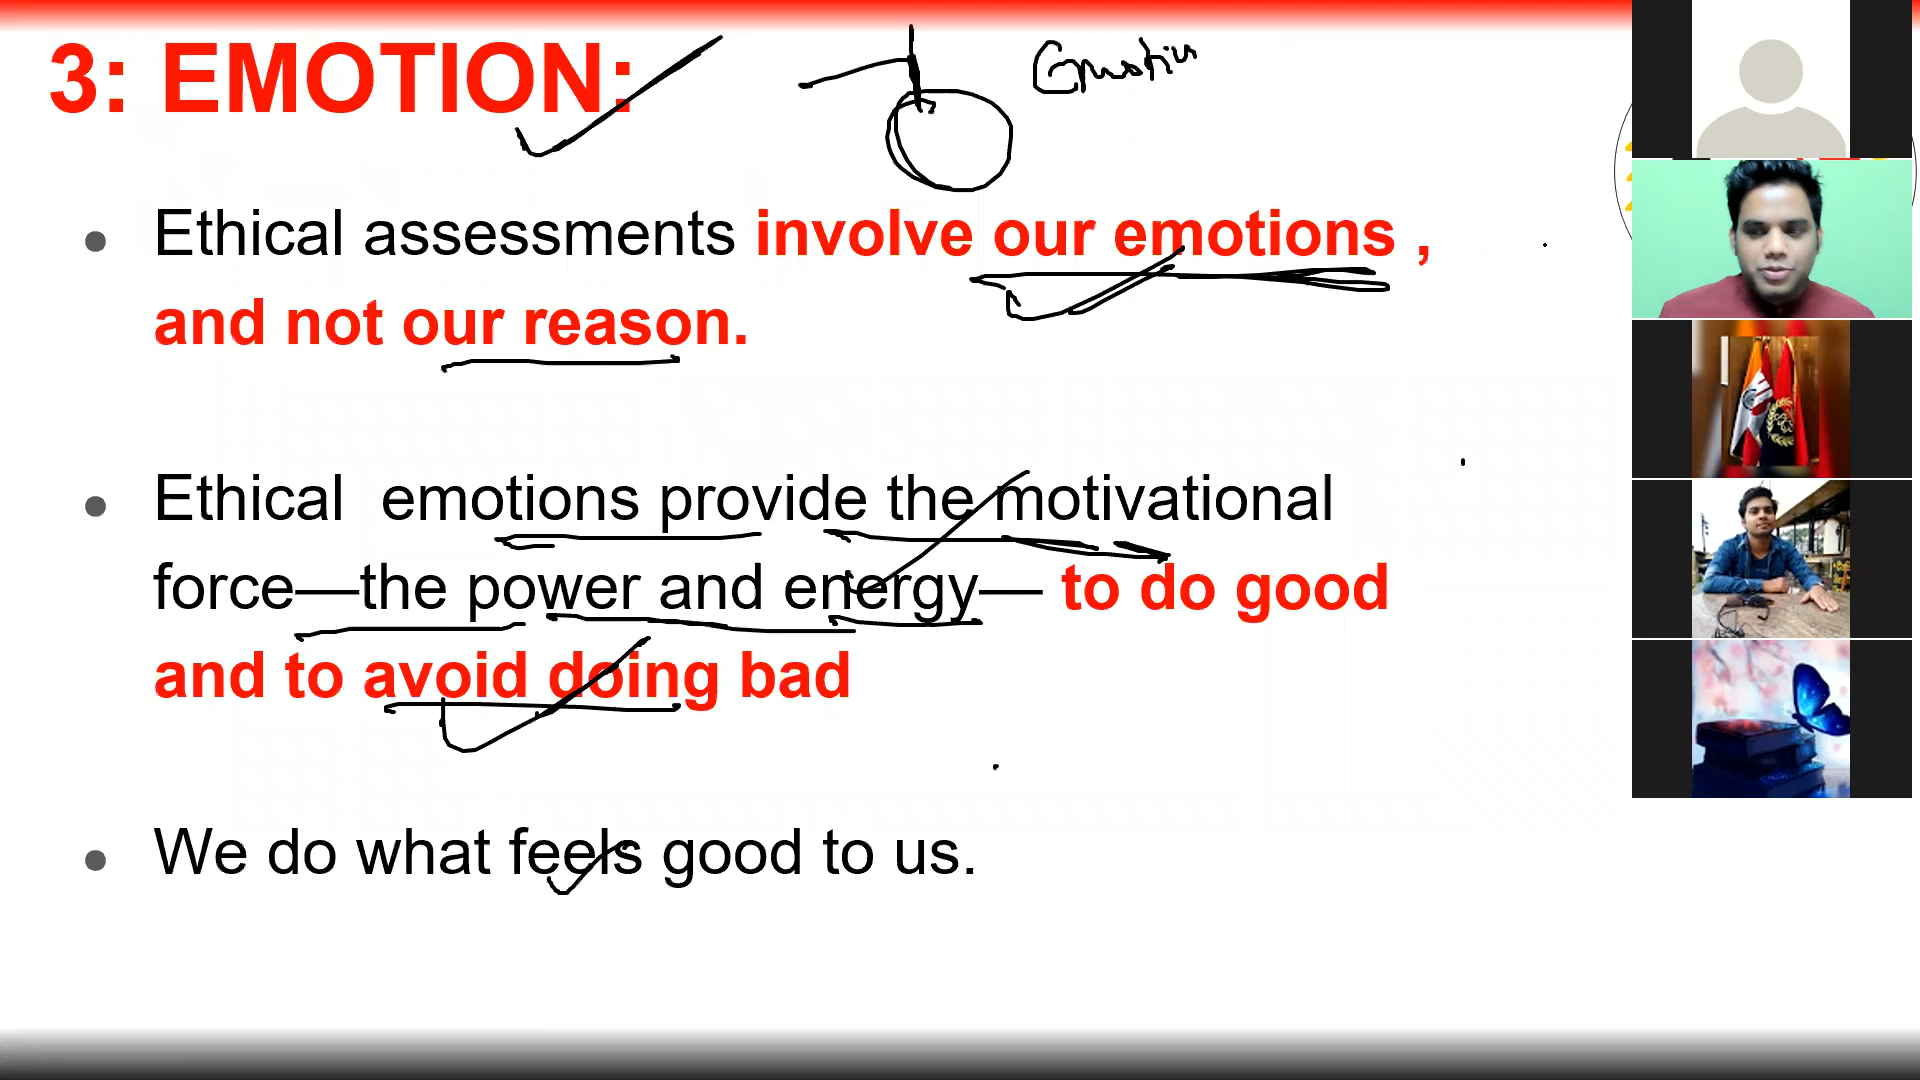 3: EMOTION:
Emotion
Ethical assessments involve our emotions ,
and not our reason.
Ethical emotions provide the motivational
force—the power and energy— to do good
and to avoid doing bad
We do what feels good to us.